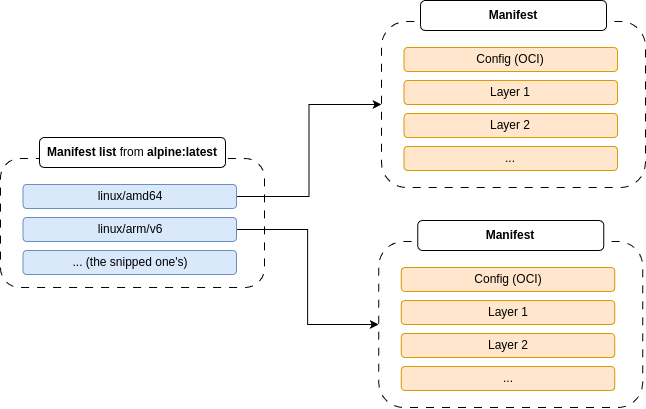 Manifest list from alpine:latest
linux/amd64
linux/arm/v6
... (the snipped one's)
Manifest
Config (OCI)
Layer 1
Layer 2
...
Manifest
Config (OCI)
Layer 1
Layer 2
...